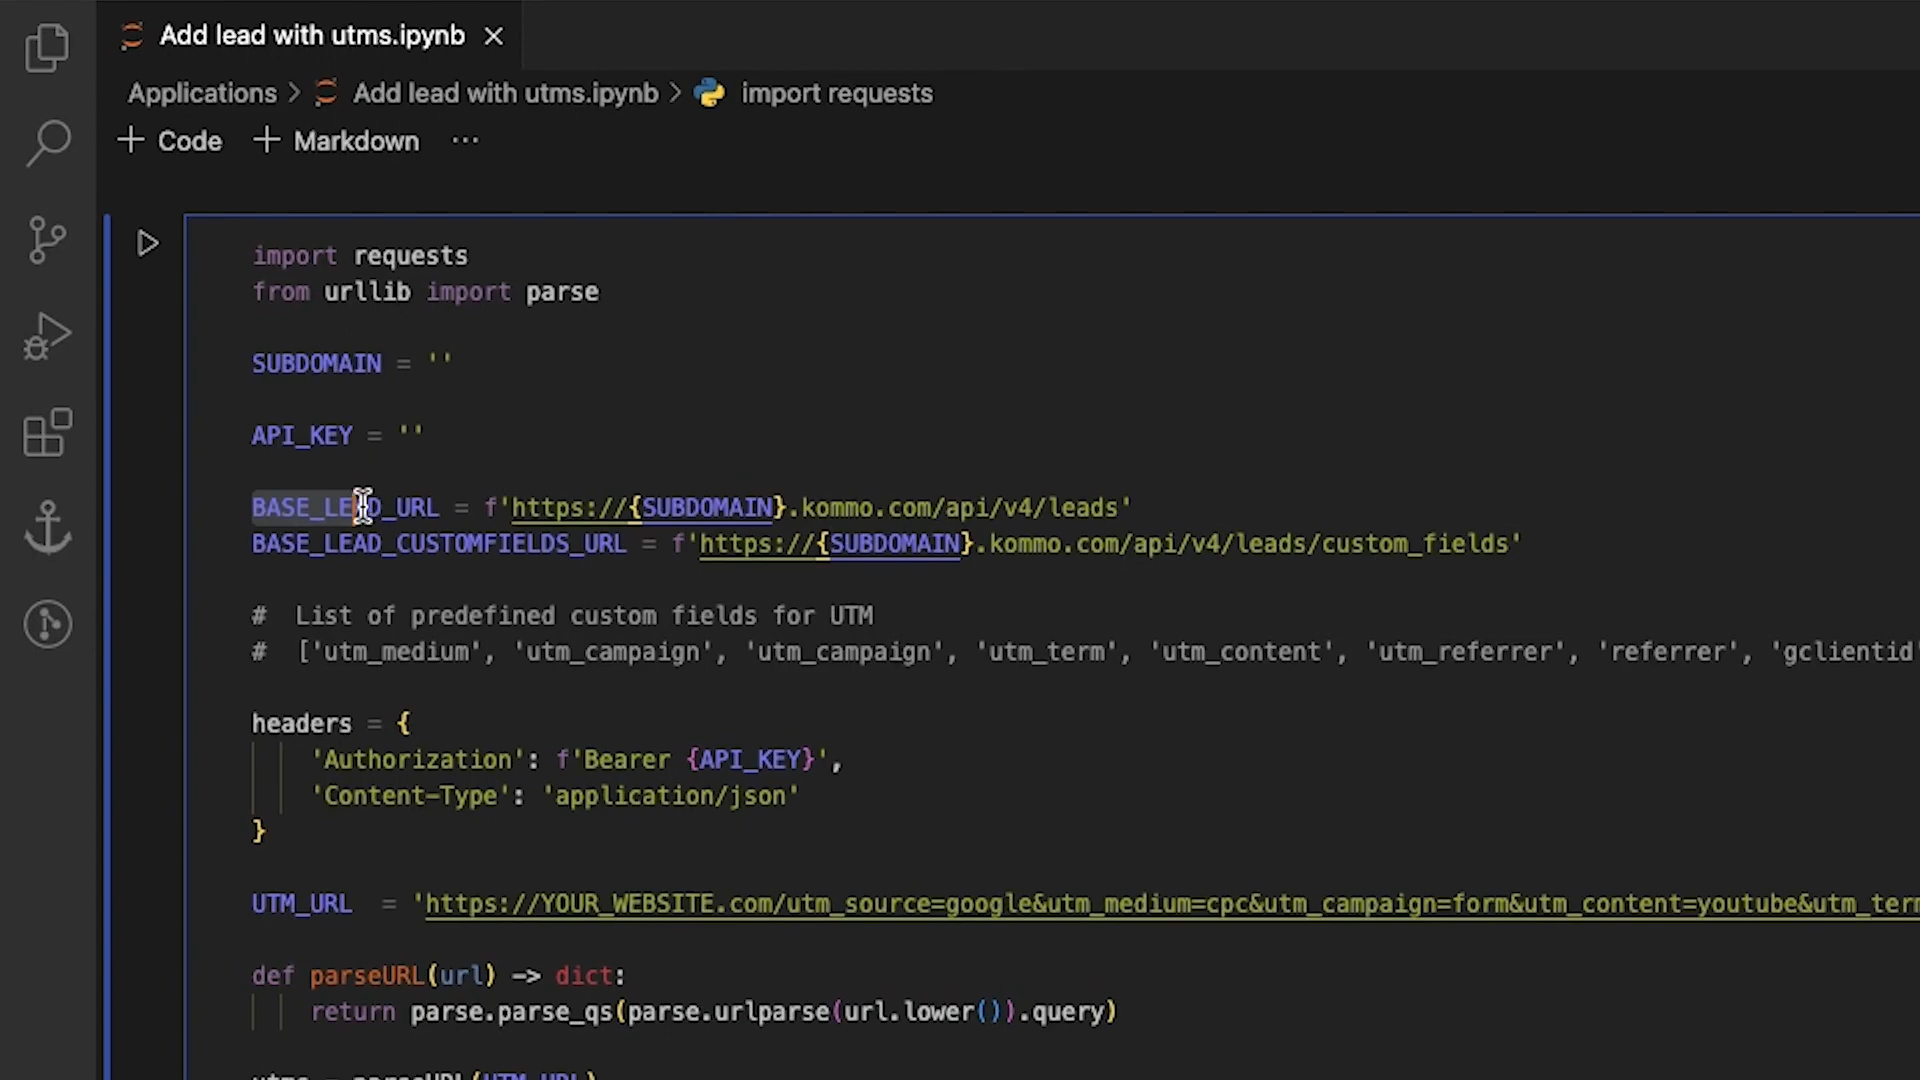 Add lead with utms.ipynb
Applications > Add lead with utms.ipynb > import requests
+ Code + Markdown ...
import requests
from urllib import parse
SUBDOMAIN = ''
API_KEY = ''
BASE_LEAD_URL = f'https://{SUBDOMAIN}.kommo.com/api/v4/leads'
BASE_LEAD_CUSTOMFIELDS_URL = f'https://{SUBDOMAIN}.kommo.com/api/v4/leads/custom_fields'
# List of predefined custom fields for UTM
# ['utm_medium', 'utm_campaign', 'utm_campaign', 'utm_term', 'utm_content', 'utm_referrer', 'referrer', 'gclientid'
headers = {
'Authorization': f'Bearer {API_KEY}',
'Content-Type': 'application/json'
}
UTM_URL = 'https://YOUR_WEBSITE.com/utm_source=google&utm_medium=cpc&utm_campaign=form&utm_content=youtube&utm_term
def parseURL(url) -> dict:
return parse.parse_qs(parse.urlparse(url.lower()).query)
utms = parseURL(UTM_URL)